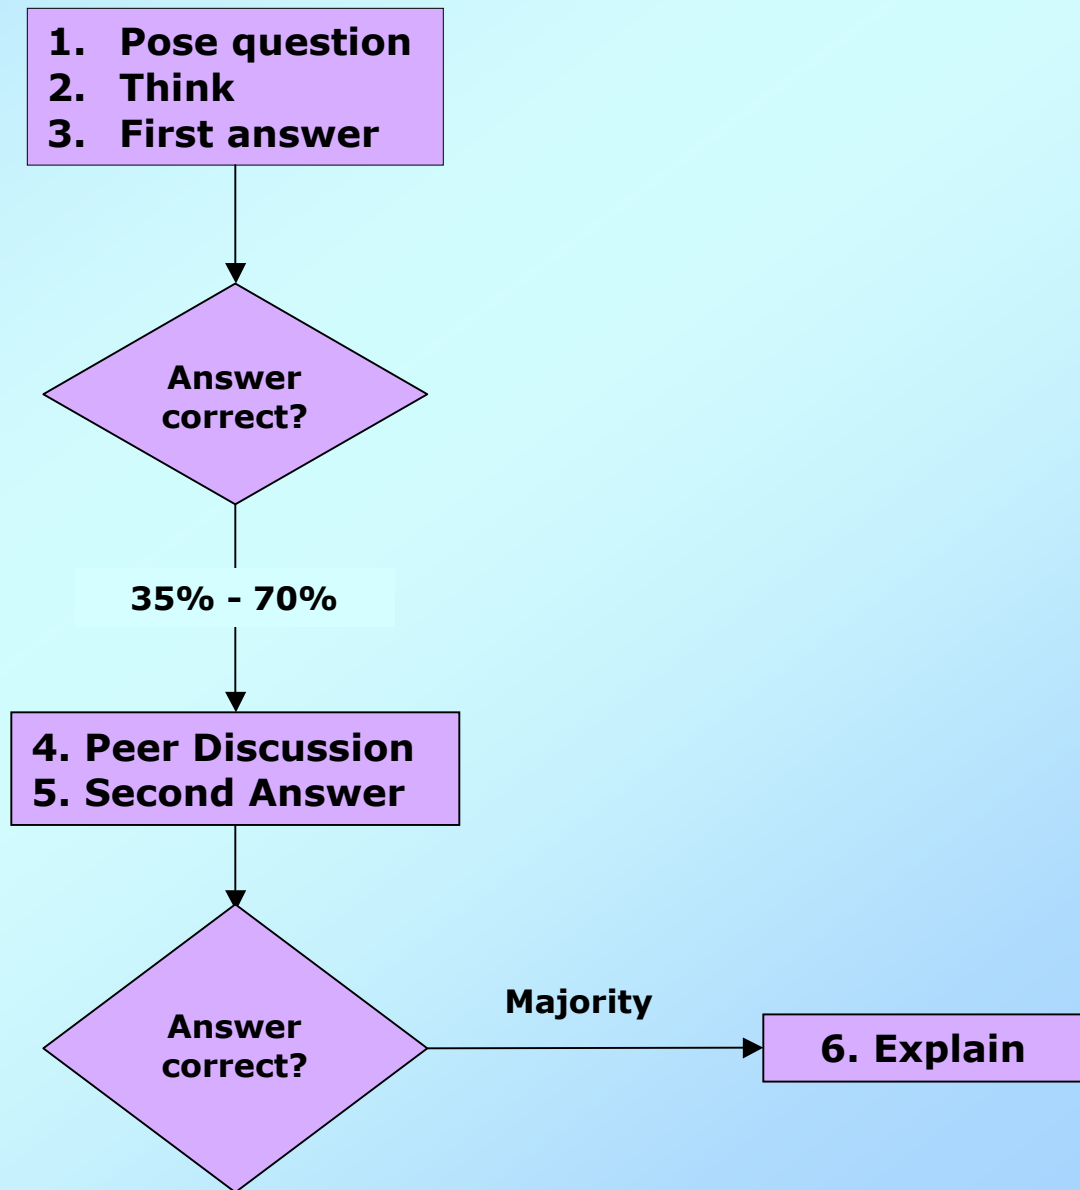 1. Pose question
2. Think
3. First answer
Answer
correct?
35% - 70%
4. Peer Discussion
5. Second Answer
Answer
correct?
Majority
6. Explain